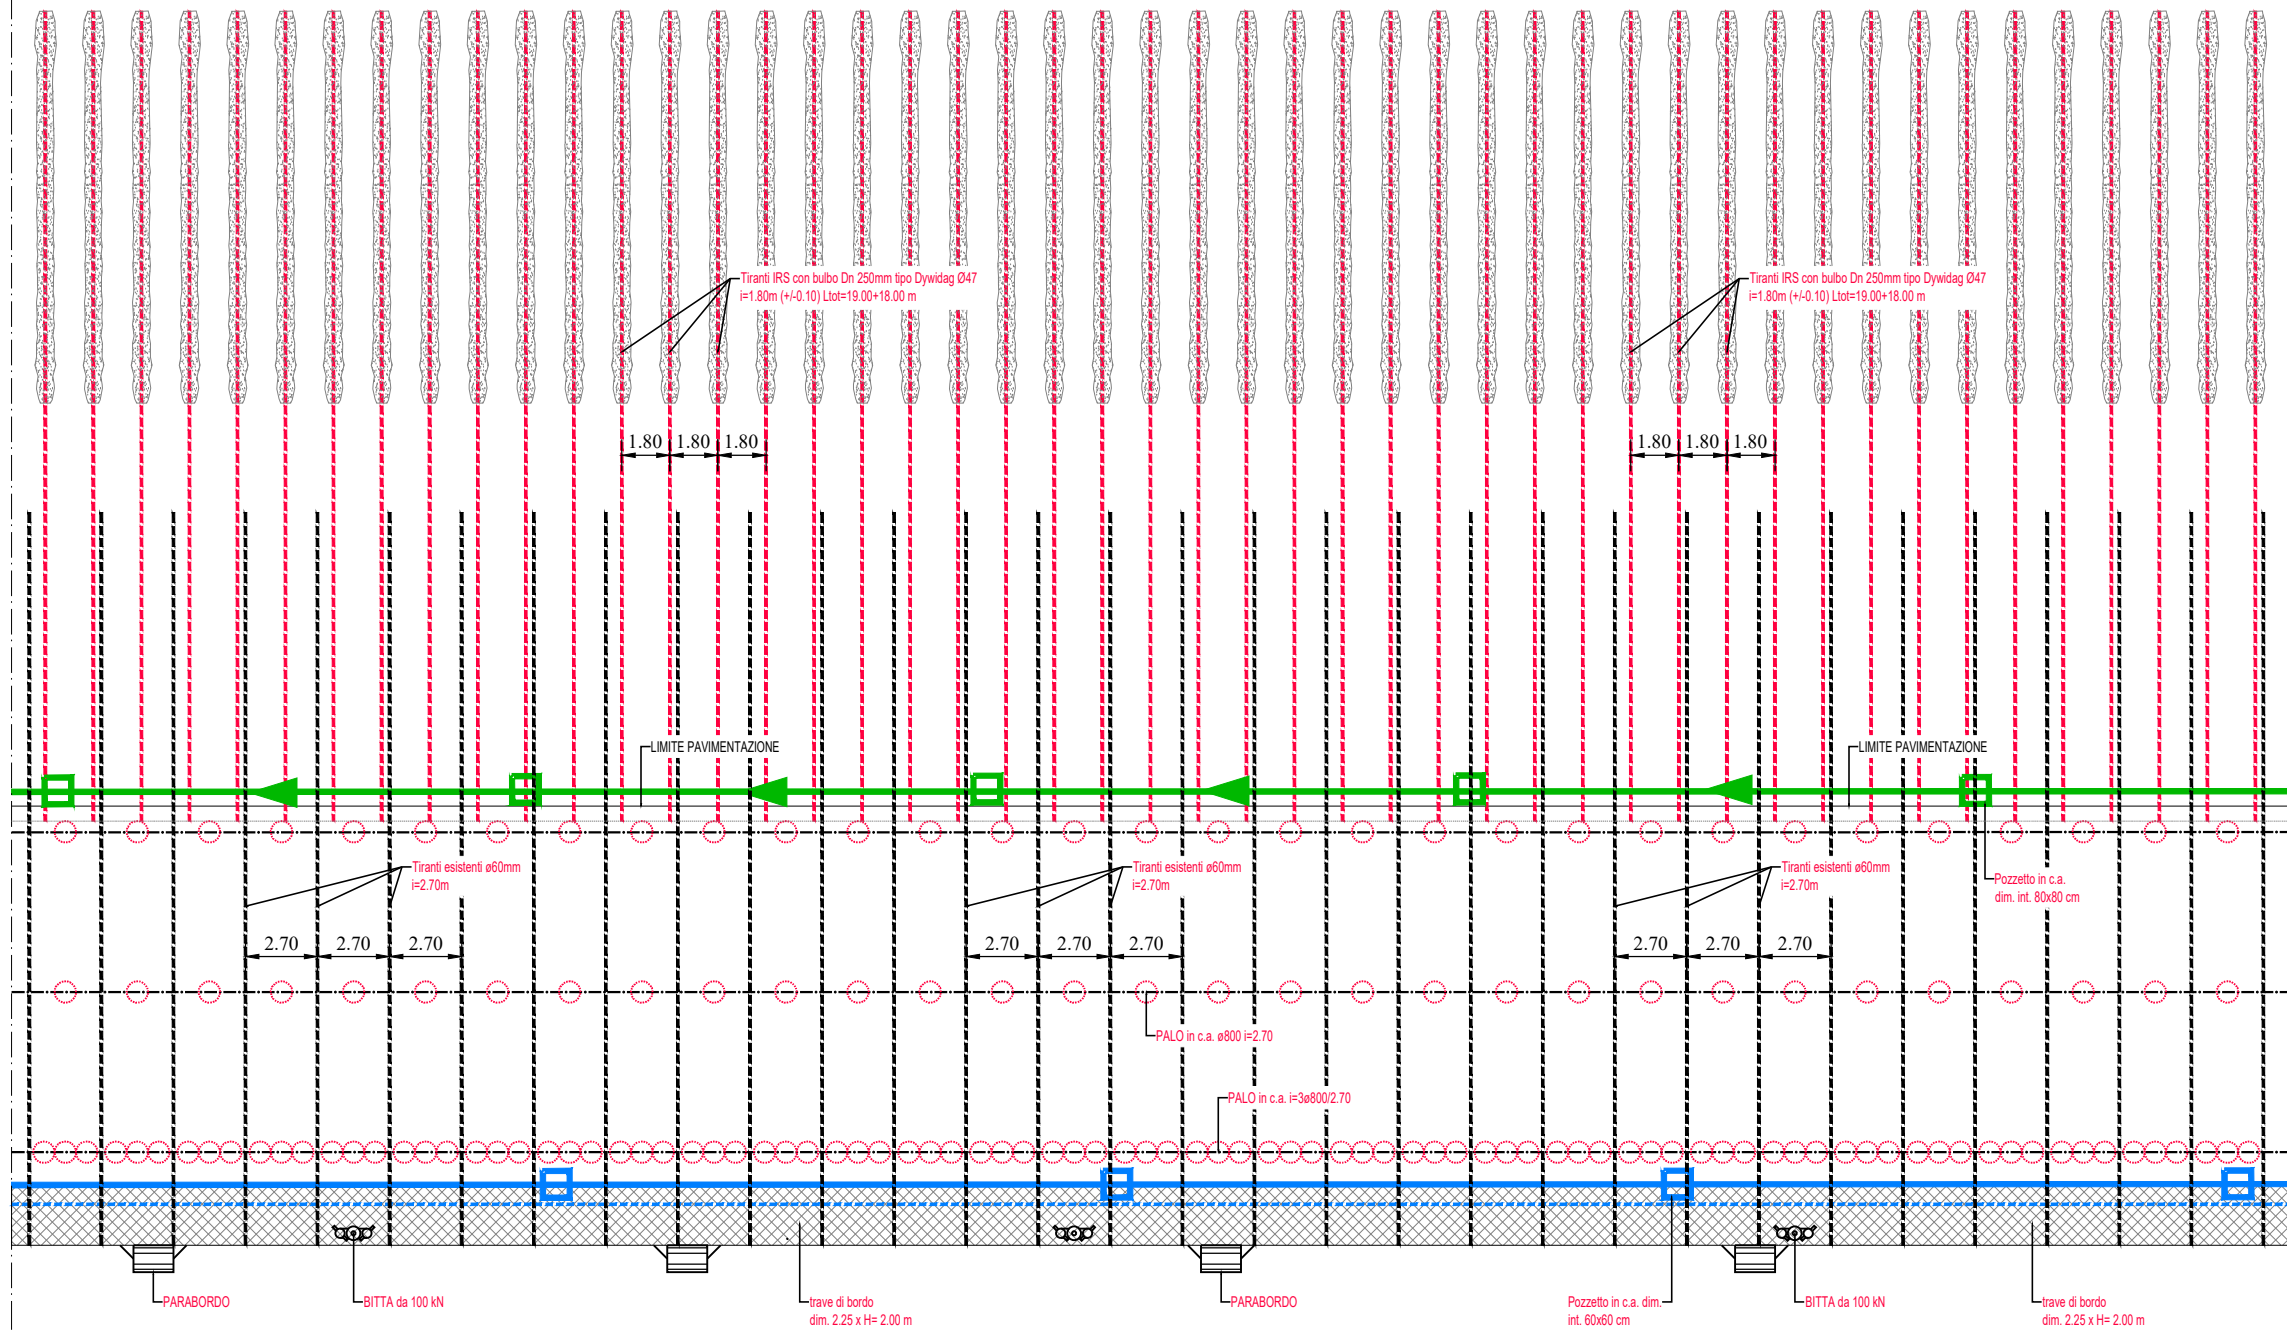 Tiranti IRS con bulbo Dn 250mm tipo Dywidag Ø47
i=1.80m (+/-0.10) Ltot=19.00+18.00 m
Tiranti IRS con bulbo Dn 250mm tipo Dywidag Ø47
i=1.80m (+/-0.10) Ltot=19.00+18.00 m
1.80 1.80 1.80
1.80 1.80 1.80
LIMITE PAVIMENTAZIONE
LIMITE PAVIMENTAZIONE
Tiranti esistenti ø60mm
i=2.70m
Tiranti esistenti ø60mm
i=2.70m
Tiranti esistenti ø60mm
i=2.70m
Pozzetto in c.a.
dim. int. 80x80 cm
2.70 2.70 2.70
2.70 2.70 2.70
2.70 2.70 2.70
PALO in c.a. ø800 i=2.70
PALO in c.a. i=3ø800/2.70
PARABORDO
BITTA da 100 kN
trave di bordo
dim. 2.25 x H= 2.00 m
PARABORDO
Pozzetto in c.a. dim.
int. 60x60 cm
BITTA da 100 kN
trave di bordo
dim. 2.25 x H= 2.00 m